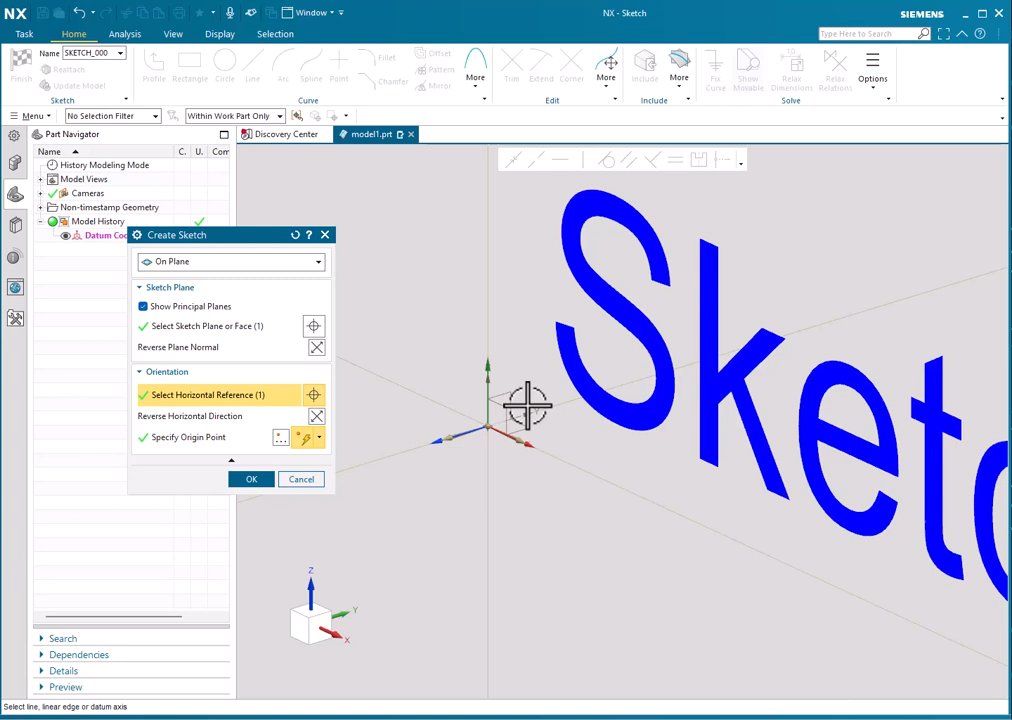 NX
Window
NX - Sketch
SIEMENS
Task Home Analysis View Display Selection
Type Here to Search
Finish
Name SKETCH_000
Reattach
Update Model
Sketch
Profile Rectangle Circle Line Arc Spline Point
Fillet
Chamfer
Offset
Pattern
Mirror
More
Curve
Trim Extend Corner More
Edit
Include More
Include
Fix Curve
Show Movable
Relax Dimensions
Relax Relations
Solve
Options
10
Menu No Selection Filter Within Work Part Only
Part Navigator
Discovery Center
model1.prt
Name C. U. Com
History Modeling Mode
Model Views
Cameras
Non-timestamp Geometry
Model History
Datum Coo
Create Sketch
On Plane
Sketch Plane
Show Principal Planes
Select Sketch Plane or Face (1)
Reverse Plane Normal
Orientation
Select Horizontal Reference (1)
Reverse Horizontal Direction
Specify Origin Point
OK Cancel
Sketc
Z
Y
X
Search
Dependencies
Details
Preview
Select line, linear edge or datum axis